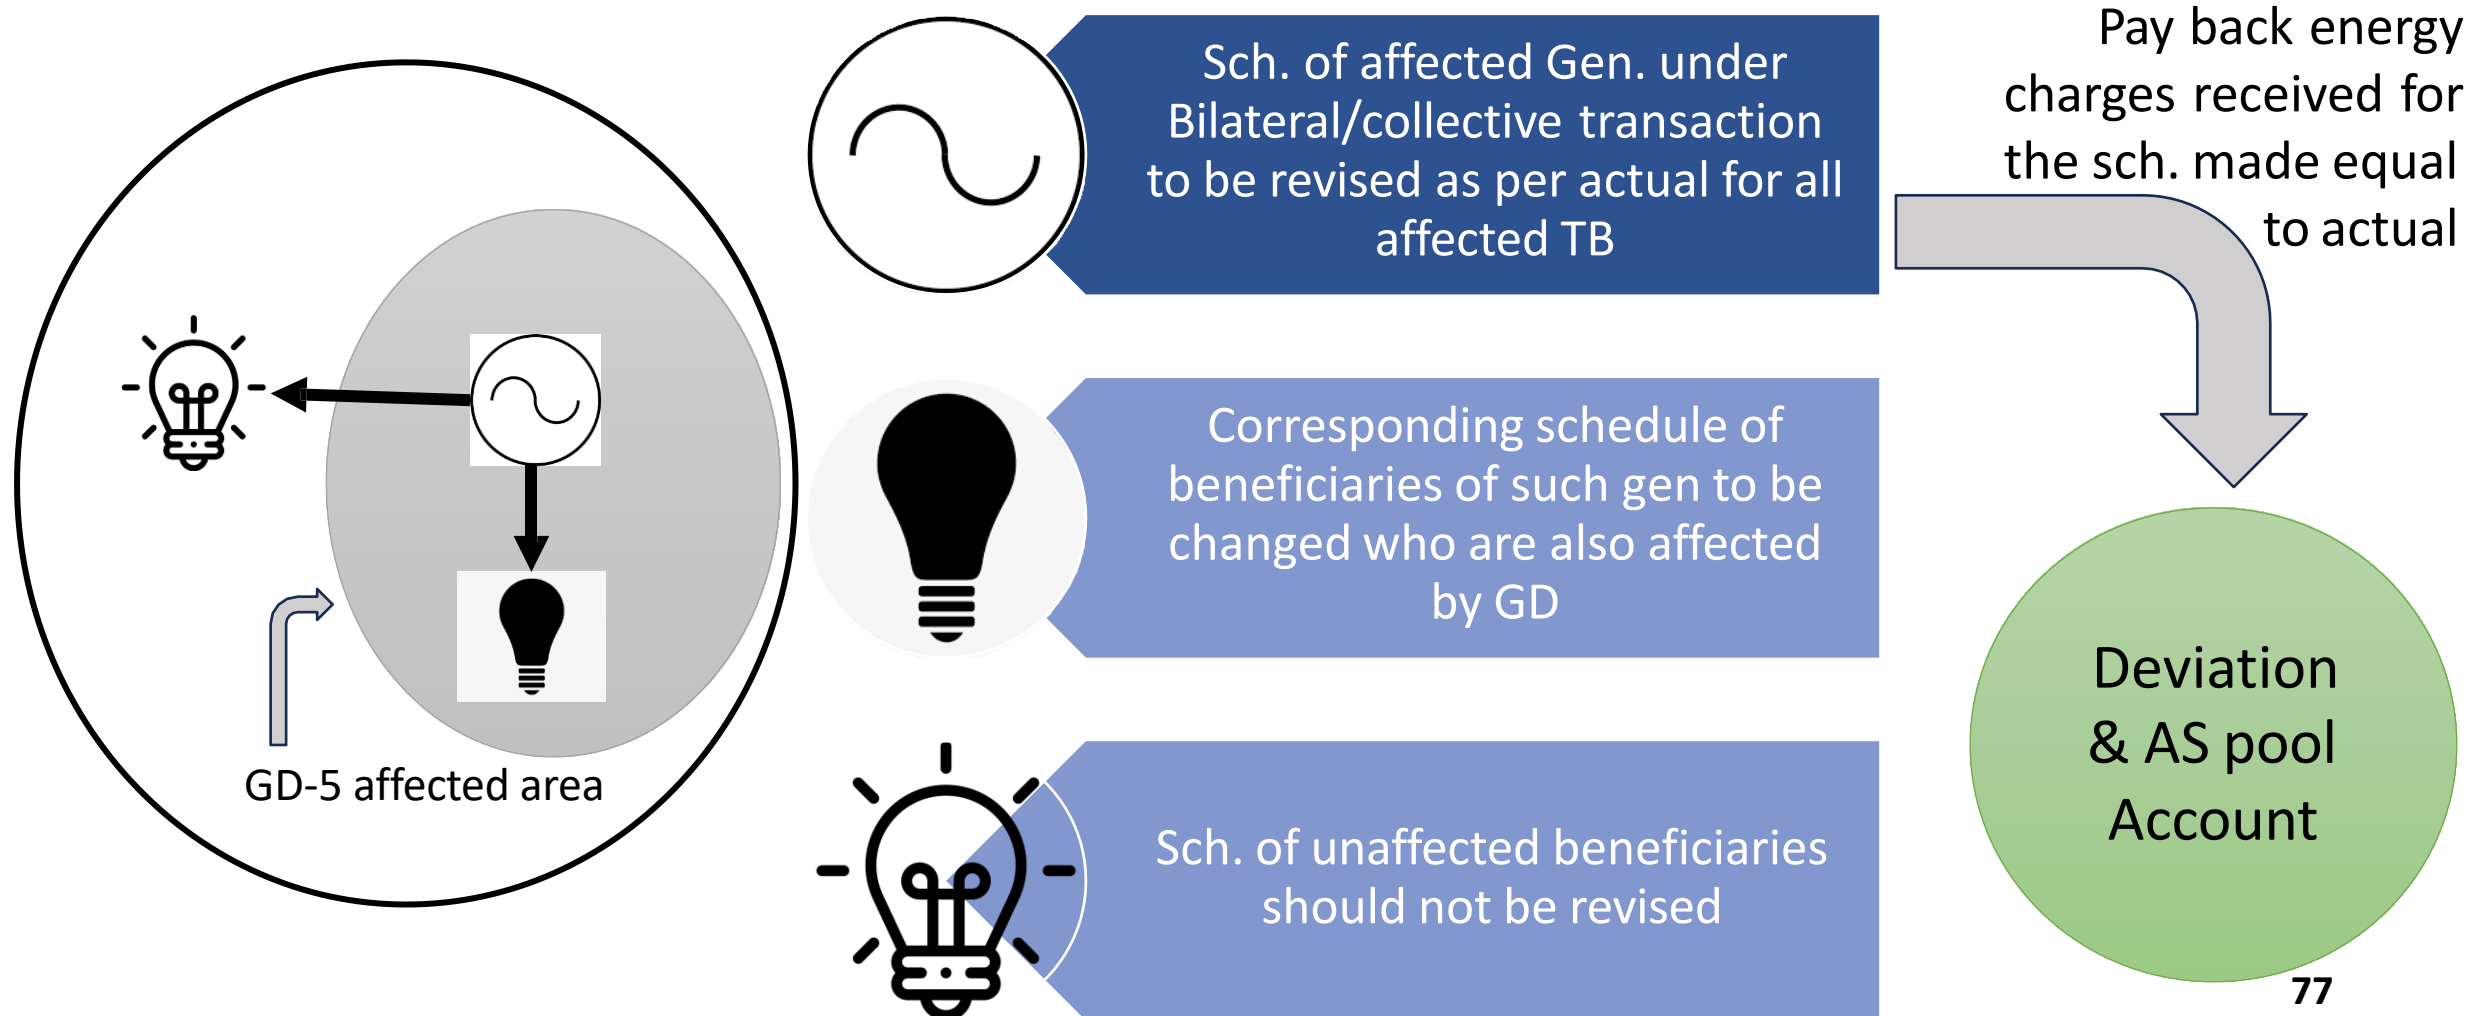 GD-5 affected area
Sch. of affected Gen. under
Bilateral/collective transaction
to be revised as per actual for all
affected TB
Corresponding schedule of
beneficiaries of such gen to be
changed who are also affected
by GD
Sch. of unaffected beneficiaries
should not be revised
Pay back energy
charges received for
the sch. made equal
to actual
Deviation
& AS pool
Account
77